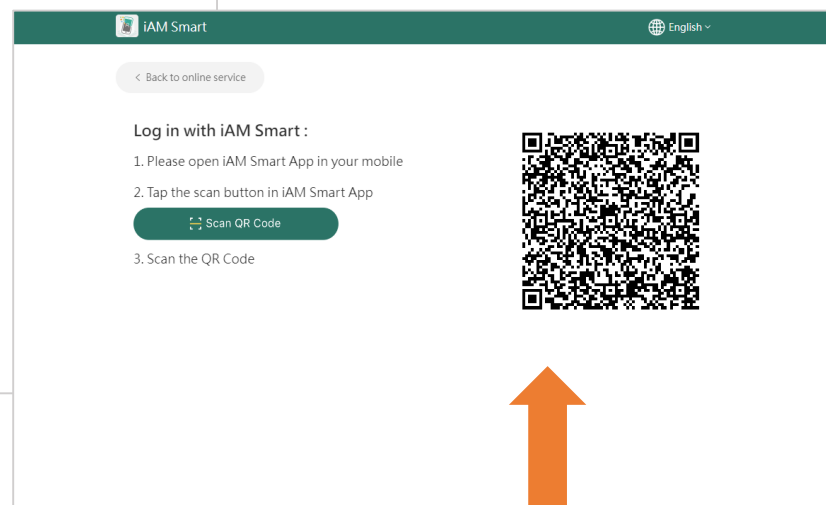 iAM Smart
English
Back to online service
Log in with iAM Smart :
1. Please open iAM Smart App in your mobile
2. Tap the scan button in iAM Smart App
Scan QR Code
3. Scan the QR Code